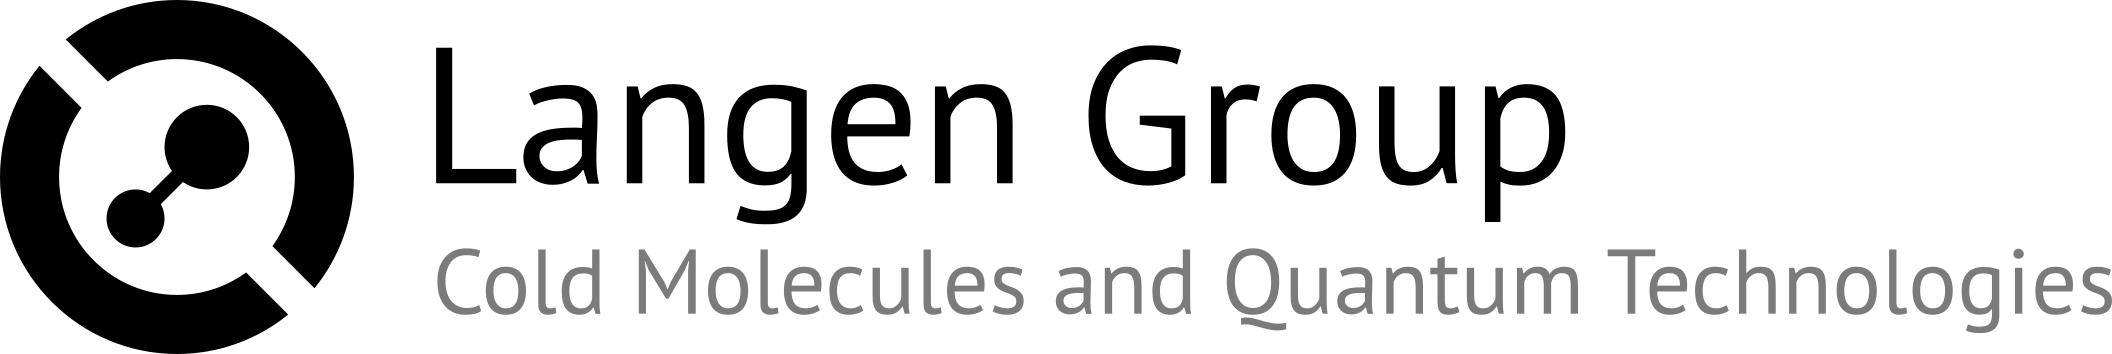 Langen Group
Cold Molecules and Quantum Technologies